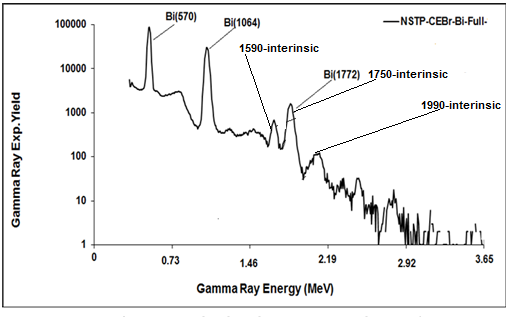 Bi(570)
Bi(1064)
NSTP-CEBr-Bi-Full-
1590-interinsic
Bi(1772)
1750-interinsic
1990-interinsic
Gamma Ray Exp.Yield
100000
10000
1000
100
10
1
0
0.73
1.46
2.19
2.92
3.65
Gamma Ray Energy (MeV)